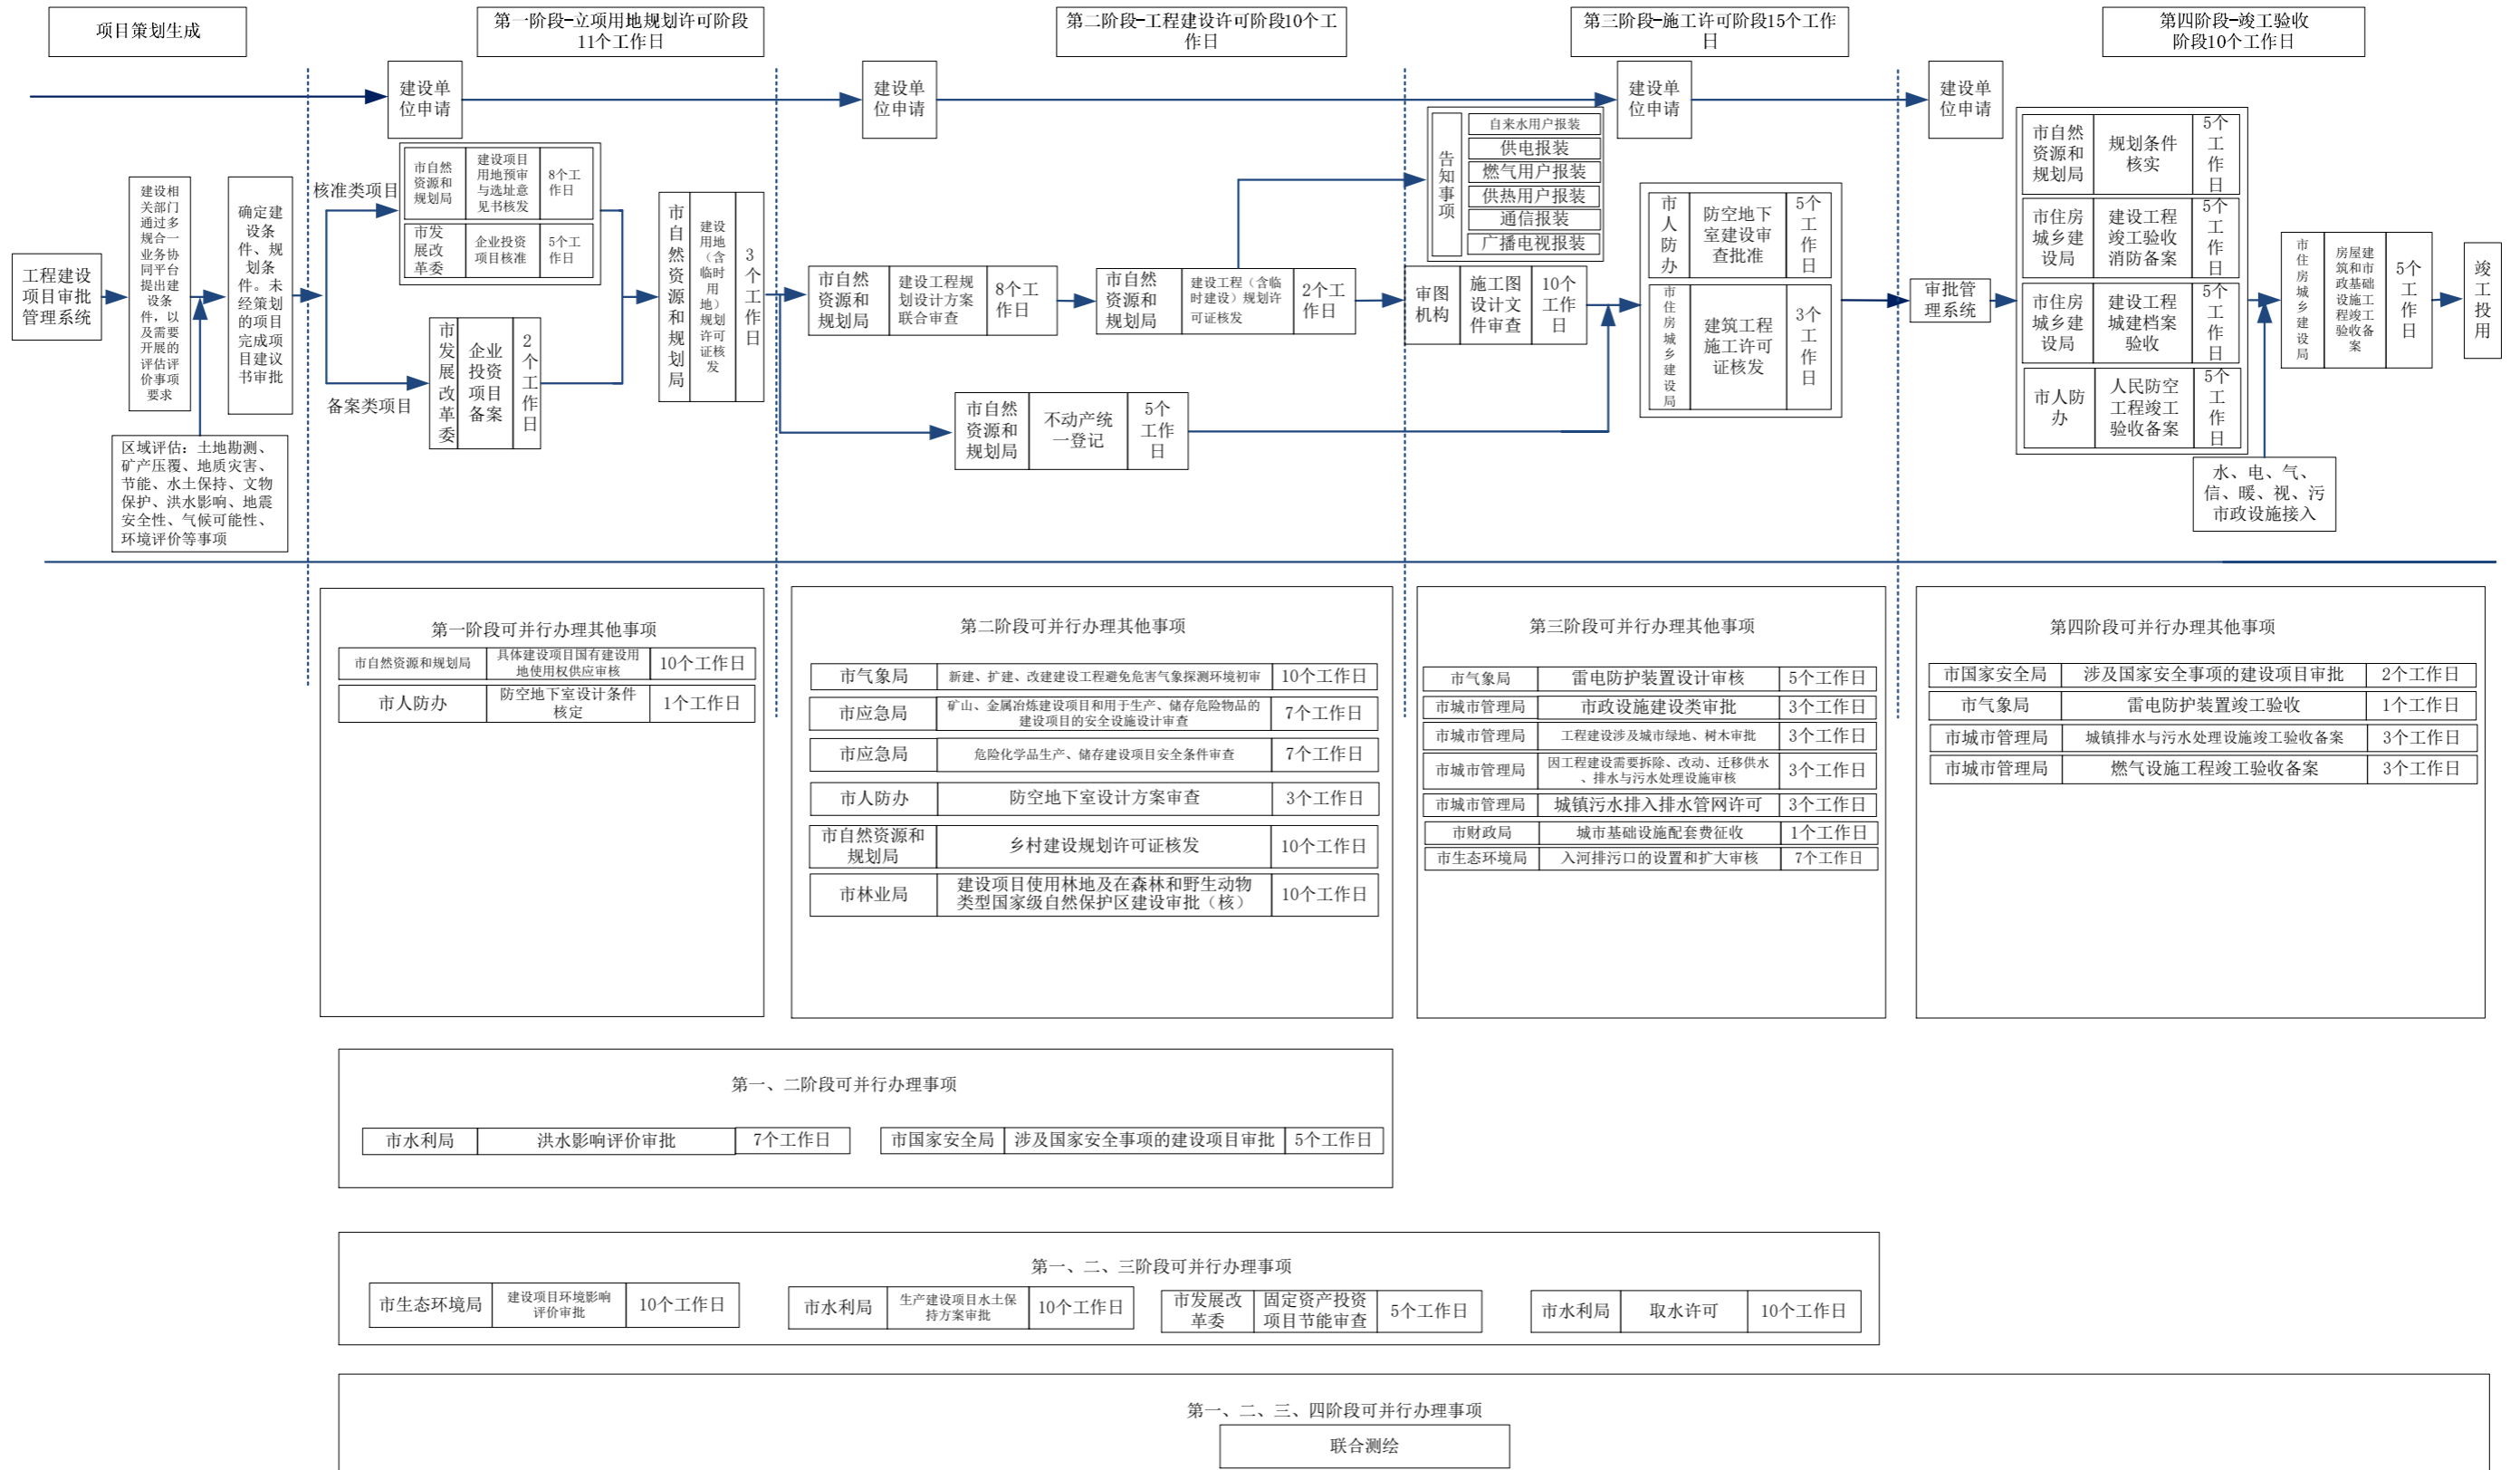 项目策划生成
第一阶段-立项用地规划许可阶段
11个工作日
第二阶段-工程建设许可阶段10个工
作日
第三阶段-施工许可阶段15个工作
日
第四阶段-竣工验收
阶段10个工作日
建设单
位申请
建设单
位申请
建设单
位申请
建设单
位申请
工程建设
项目审批
管理系统
建设相
关部门
通过多
规合一
业务协
同平台
提出建
设条
件，以
及需要
开展的
评估评
价事项
要求
确定建
设条
件、规
划条
件。未
经策划
的项目
完成项
目建议
书审批
区域评估：土地勘测、
矿产压覆、地质灾害、
节能、水土保持、文物
保护、洪水影响、地震
安全性、气候可能性、
环境评价等事项
核准类项目
市自然
资源和
规划局
建设项目
用地预审
与选址意
见书核发
8个工
作日
市发
展改
革委
企业投资
项目核准
5个工
作日
备案类项目
市发展改革委
企业
投资
项目
备案
2个工作日
市自然资源和规划局
建设
用地
（含
临时
用
地）
规划
许可
证核
发
3个工作日
市自然
资源和
规划局
建设工程规
划设计方案
联合审查
8个工
作日
市自然
资源和
规划局
建设工程（含临
时建设）规划许
可证核发
2个工
作日
市自然
资源和
规划局
不动产统
一登记
5个
工作
日
告知事项
自来水用户报装
供电报装
燃气用户报装
供热用户报装
通信报装
广播电视报装
审图
机构
施工图
设计文
件审查
10个
工作
日
市人防办
防空地下
室建设审
查批准
5个
工
作
日
市住房城乡建设局
建筑工程
施工许可
证核发
3个
工
作
日
审批管
理系统
市自然
资源和
规划局
规划条件
核实
5个
工
作
日
市住房
城乡建
设局
建设工程
竣工验收
消防备案
5个
工
作
日
市住房
城乡建
设局
建设工程
城建档案
验收
5个
工
作
日
市人防
办
人民防空
工程竣工
验收备案
5个
工
作
日
水、电、气、
信、暖、视、污
市政设施接入
市住房城乡建设局
房屋建
筑和市
政基础
设施工
程竣工
验收备
案
5个
工
作
日
竣工投用
第一阶段可并行办理其他事项
市自然资源和规划局
具体建设项目国有建设用
地使用权供应审核
10个工作日
市人防办
防空地下室设计条件
核定
1个工作日
第二阶段可并行办理其他事项
市气象局
新建、扩建、改建建设工程避免危害气象探测环境初审
10个工作日
市应急局
矿山、金属冶炼建设项目和用于生产、储存危险物品的
建设项目的安全设施设计审查
7个工作日
市应急局
危险化学品生产、储存建设项目安全条件审查
7个工作日
市人防办
防空地下室设计方案审查
3个工作日
市自然资源和
规划局
乡村建设规划许可证核发
10个工作日
市林业局
建设项目使用林地及在森林和野生动物
类型国家级自然保护区建设审批（核）
10个工作日
第三阶段可并行办理其他事项
市气象局
雷电防护装置设计审核
5个工作日
市城市管理局
市政设施建设类审批
3个工作日
市城市管理局
工程建设涉及城市绿地、树木审批
3个工作日
市城市管理局
因工程建设需要拆除、改动、迁移供水
、排水与污水处理设施审核
3个工作日
市城市管理局
城镇污水排入排水管网许可
3个工作日
市财政局
城市基础设施配套费征收
1个工作日
市生态环境局
入河排污口的设置和扩大审核
7个工作日
第四阶段可并行办理其他事项
市国家安全局
涉及国家安全事项的建设项目审批
2个工作日
市气象局
雷电防护装置竣工验收
1个工作日
市城市管理局
城镇排水与污水处理设施竣工验收备案
3个工作日
市城市管理局
燃气设施工程竣工验收备案
3个工作日
第一、二阶段可并行办理事项
市水利局
洪水影响评价审批
7个工作日
市国家安全局
涉及国家安全事项的建设项目审批
5个工作日
第一、二、三阶段可并行办理事项
市生态环境局
建设项目环境影响
评价审批
10个工作日
市水利局
生产建设项目水土保
持方案审批
10个工作日
市发展改
革委
固定资产投资
项目节能审查
5个工作日
市水利局
取水许可
10个工作日
第一、二、三、四阶段可并行办理事项
联合测绘